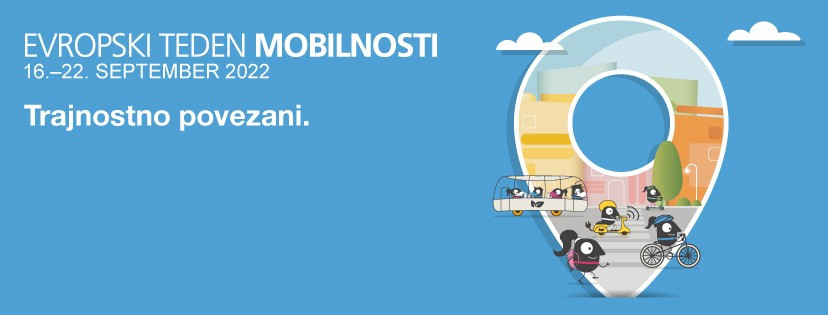 EVROPSKI TEDEN MOBILNOSTI
16.–22. SEPTEMBER 2022
Trajnostno povezani.